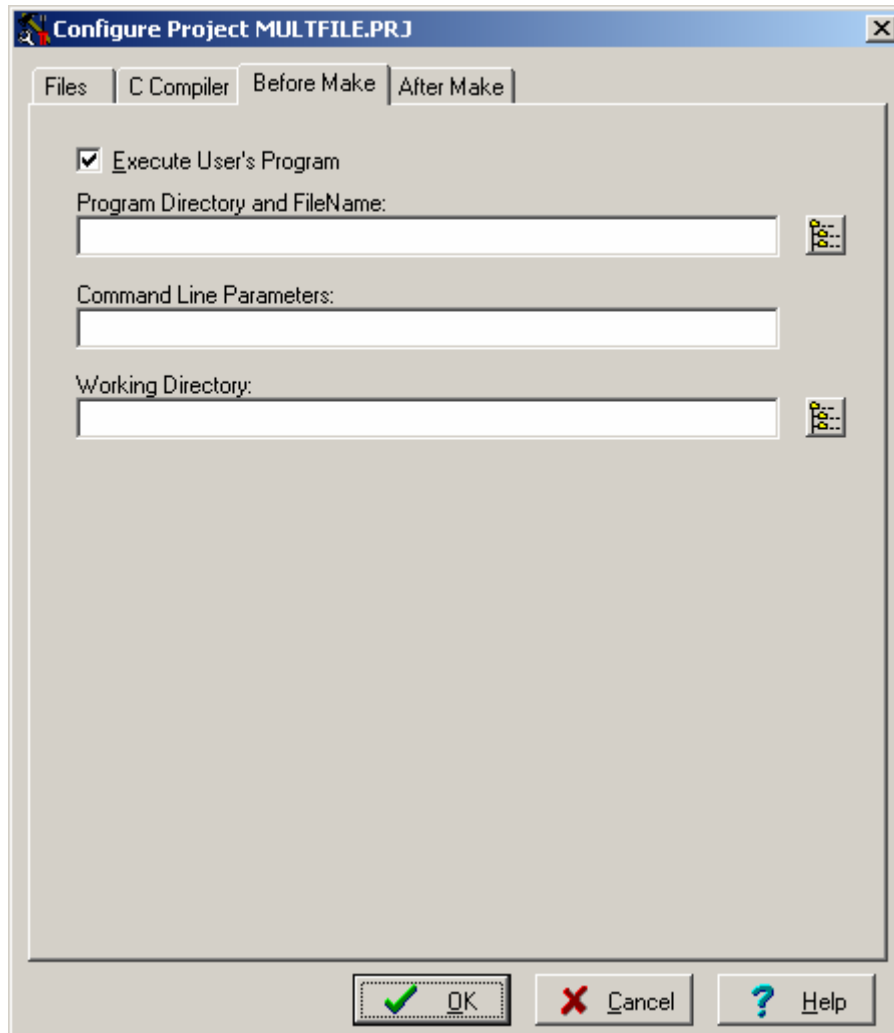 Configure Project MULTFILE.PRJ
Files C Compiler Before Make After Make
Execute User's Program
Program Directory and FileName:
Command Line Parameters:
Working Directory:
OK Cancel Help